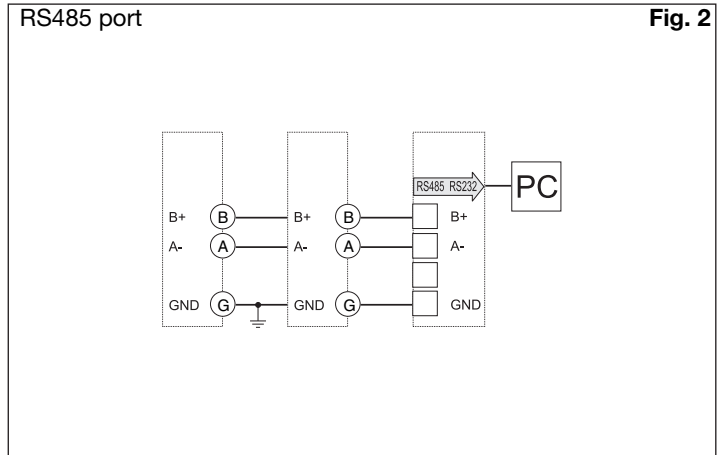 RS485 port Fig. 2
RS485 RS232 PC
B+ B B+ B B+
A- A A- A A-
GND G GND G GND